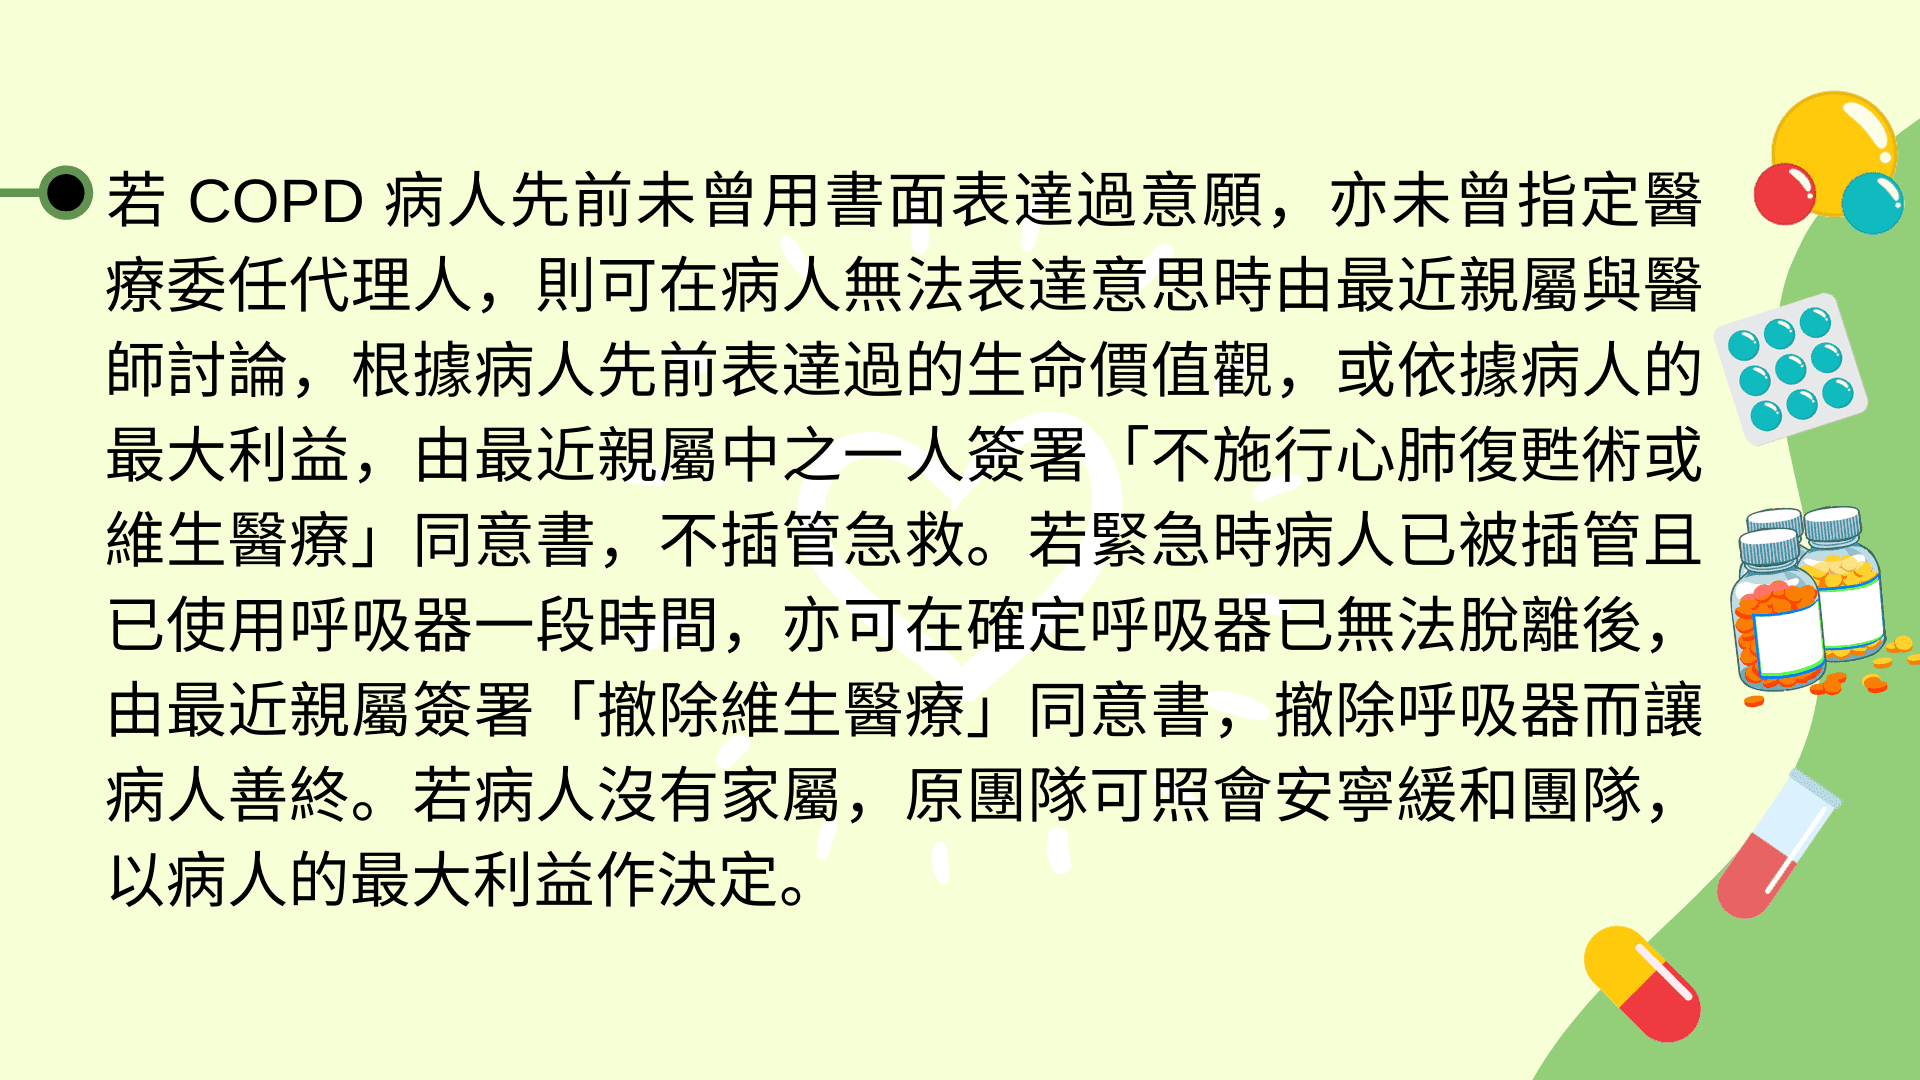 若 COPD 病人先前未曾用書面表達過意願，亦未曾指定醫
療委任代理人，則可在病人無法表達意思時由最近親屬與醫
師討論，根據病人先前表達過的生命價值觀，或依據病人的
最大利益，由最近親屬中之一人簽署「不施行心肺復甦術或
維生醫療」同意書，不插管急救。若緊急時病人已被插管且
已使用呼吸器一段時間，亦可在確定呼吸器已無法脫離後，
由最近親屬簽署「撤除維生醫療」同意書，撤除呼吸器而讓
病人善終。若病人沒有家屬，原團隊可照會安寧緩和團隊，
以病人的最大利益作決定。